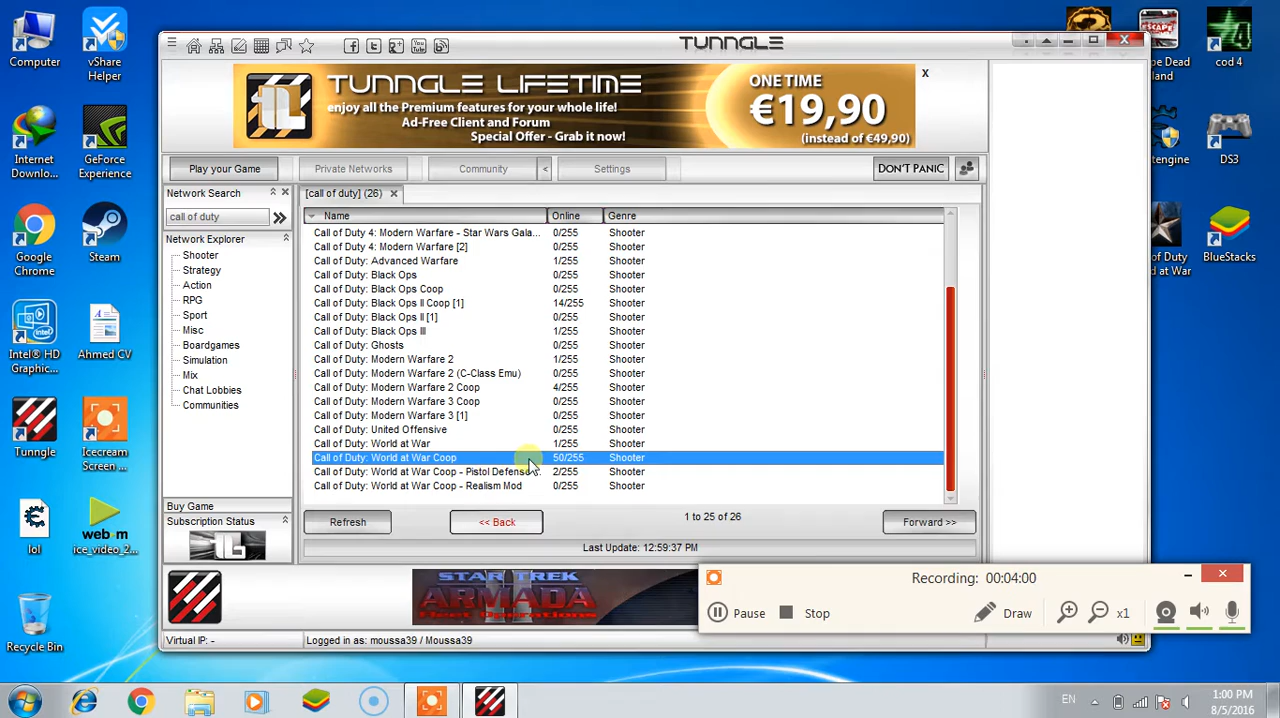 Computer
vShare Helper
Internet Downlo...
GeForce Experience
Google Chrome
Steam
Intel® HD Graphic...
Ahmed CV
Tunngle
Icecream Screen ...
lol
web.m
ice_video_2...
Recycle Bin
ESCAPE
pe Dead
land
cod 4
tengine
DS3
of Duty
d at War
BlueStacks
TUNNGLE
TUNNGLE LIFETIME
enjoy all the Premium features for your whole life!
Ad-Free Client and Forum
Special Offer - Grab it now!
ONE TIME
€19,90
(instead of €49,90)
X
Play your Game
Private Networks
Community
<
Settings
DON'T PANIC
Network Search
call of duty
Network Explorer
Shooter
Strategy
Action
RPG
Sport
Misc
Boardgames
Simulation
Mix
Chat Lobbies
Communities
Buy Game
Subscription Status
[call of duty] (26)
Name Online Genre
Call of Duty 4: Modern Warfare - Star Wars Gala... 0/255 Shooter
Call of Duty 4: Modern Warfare [2] 0/255 Shooter
Call of Duty: Advanced Warfare 1/255 Shooter
Call of Duty: Black Ops 0/255 Shooter
Call of Duty: Black Ops Coop 0/255 Shooter
Call of Duty: Black Ops II Coop [1] 14/255 Shooter
Call of Duty: Black Ops II [1] 0/255 Shooter
Call of Duty: Black Ops III 1/255 Shooter
Call of Duty: Ghosts 0/255 Shooter
Call of Duty: Modern Warfare 2 1/255 Shooter
Call of Duty: Modern Warfare 2 (C-Class Emu) 0/255 Shooter
Call of Duty: Modern Warfare 2 Coop 4/255 Shooter
Call of Duty: Modern Warfare 3 Coop 0/255 Shooter
Call of Duty: Modern Warfare 3 [1] 0/255 Shooter
Call of Duty: United Offensive 0/255 Shooter
Call of Duty: World at War 1/255 Shooter
Call of Duty: World at War Coop 50/255 Shooter
Call of Duty: World at War Coop - Pistol Defense... 2/255 Shooter
Call of Duty: World at War Coop - Realism Mod 0/255 Shooter
Refresh
<< Back
1 to 25 of 26
Forward >>
Last Update: 12:59:37 PM
STAR TREK
ARMADA II
Fleet Operations
Virtual IP: -
Logged in as: moussa39 / Moussa39
Recording: 00:04:00
Pause
Stop
Draw
x1
EN
1:00 PM
8/5/2016